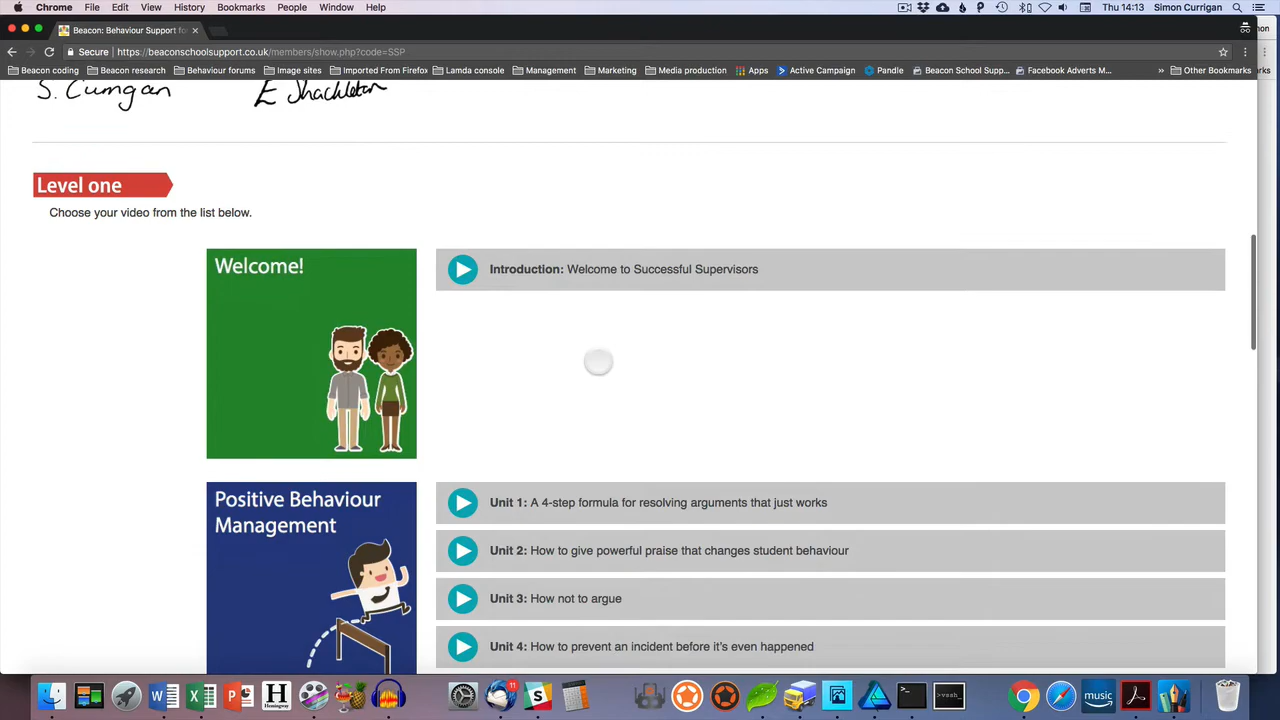 Chrome File Edit View History Bookmarks People Window Help Thu 14:13 Simon Currigan
Beacon: Behaviour Support fo
Secure https://beaconschoolsupport.co.uk/members/show.php?code=SSP
Beacon coding Beacon research Behaviour forums Image sites Imported From Firefox Lamda console Management Marketing Media production Apps Active Campaign Pandle Beacon School Supp... Facebook Adverts M... » Other Bookmarks
S. Currigan E Shackleton
Level one
Choose your video from the list below.
Welcome!
Introduction: Welcome to Successful Supervisors
Positive Behaviour
Management
Unit 1: A 4-step formula for resolving arguments that just works
Unit 2: How to give powerful praise that changes student behaviour
Unit 3: How not to argue
Unit 4: How to prevent an incident before it's even happened
11
music